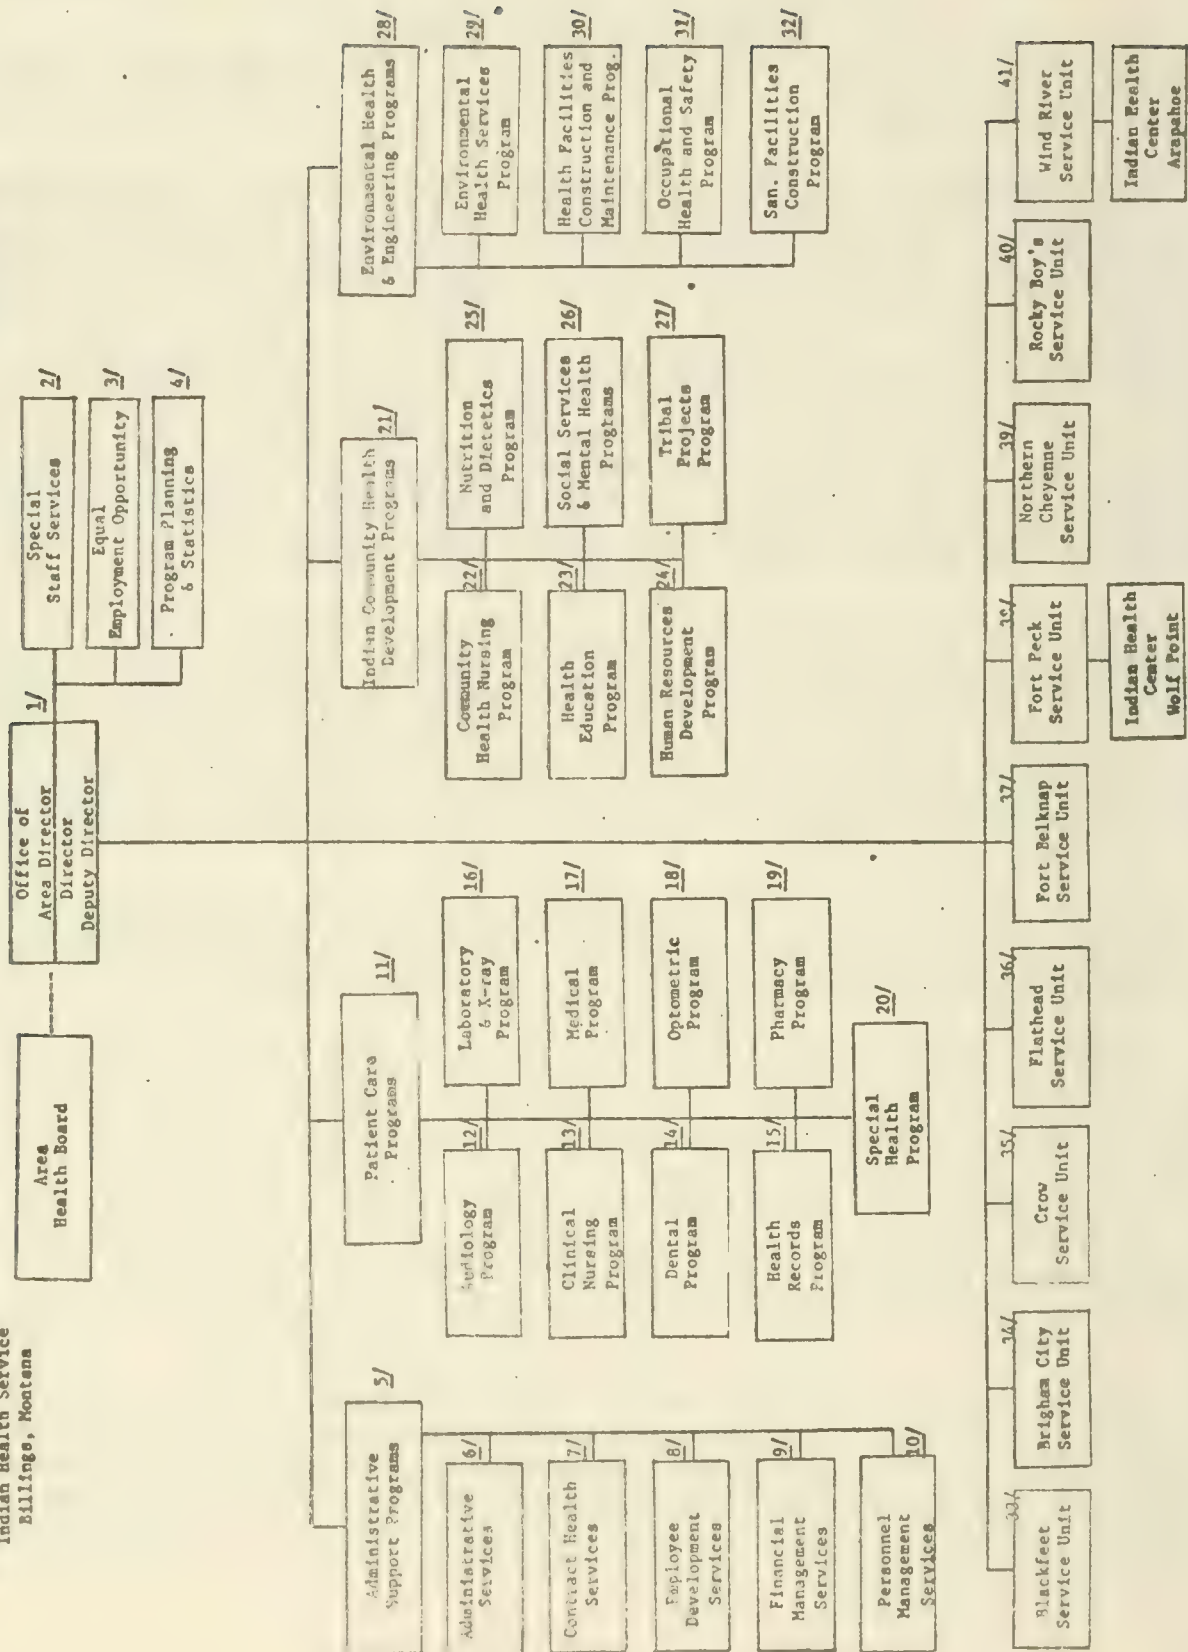 Indian Health Service
Billings, Montana
Area
Health Board
Office of
Area Director
Director
Deputy Director
1/
Special
Staff Services
2/
Equal
Employment Opportunity
3/
Program Planning
& Statistics
4/
Administrative
Support Programs
5/
Administrative
Services
6/
Contract Health
Services
7/
Employee
Development
Services
8/
Financial
Management
Services
9/
Personnel
Management
Services
10/
Patient Care
Programs
11/
Audiology
Program
12/
Clinical
Nursing
Program
13/
Dental
Program
14/
Health
Records
Program
15/
Laboratory
& X-ray
Program
16/
Medical
Program
17/
Optometric
Program
18/
Pharmacy
Program
19/
Special
Health
Program
20/
Indian Community Health
Development Programs
21/
Community
Health Nursing
Program
22/
Health
Education
Program
23/
Human Resources
Development
Program
24/
Nutrition
and Dietetics
Program
25/
Social Services
& Mental Health
Programs
26/
Tribal
Projects
Program
27/
Environmental Health
& Engineering Programs
28/
Environmental
Health Services
Program
29/
Health Facilities
Construction and
Maintenance Prog.
30/
Occupational
Health and Safety
Program
31/
San. Facilities
Construction
Program
32/
Blackfeet
Service Unit
33/
Brigham City
Service Unit
34/
Crow
Service Unit
35/
Flathead
Service Unit
36/
Fort Belknap
Service Unit
37/
Fort Peck
Service Unit
38/
Indian Health
Center
Wolf Point
Northern
Cheyenne
Service Unit
39/
Rocky Boy's
Service Unit
40/
Wind River
Service Unit
41/
Indian Health
Center
Arapahoe